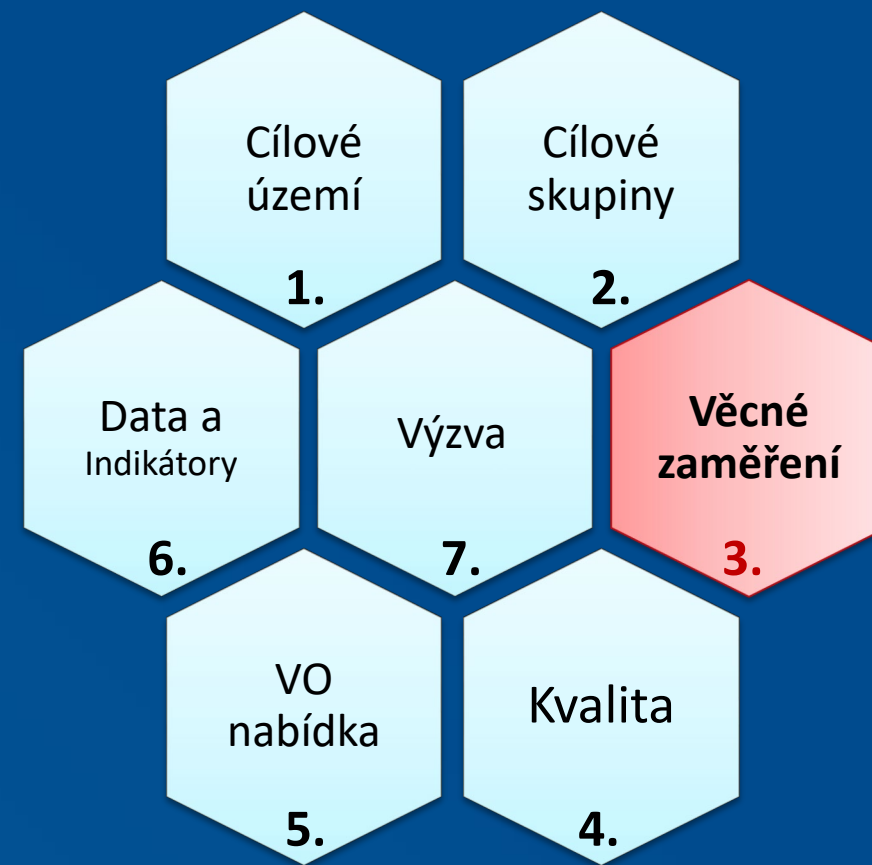 Cílové
území
1.
Cílové
skupiny
2.
Data a
Indikátory
6.
Výzva
7.
Věcné
zaměření
3.
VO
nabídka
5.
Kvalita
4.